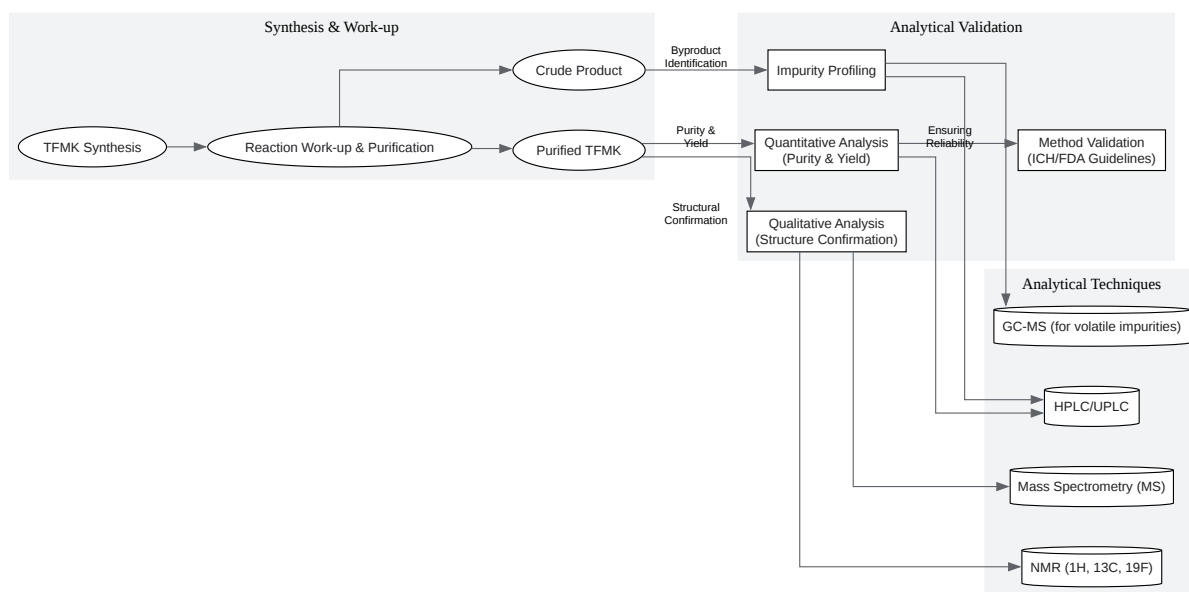 Synthesis & Work-up
Analytical Validation
Crude Product
Byproduct
Identification
Impurity Profiling
TFMK Synthesis
Reaction Work-up & Purification
Purified TFMK
Purity &
Yield
Quantitative Analysis
(Purity & Yield)
Ensuring
Reliability
Method Validation
(ICH/FDA Guidelines)
Structural
Confirmation
Qualitative Analysis
(Structure Confirmation)
Analytical Techniques
GC-MS (for volatile impurities)
HPLC/UPLC
Mass Spectrometry (MS)
NMR (1H, 13C, 19F)